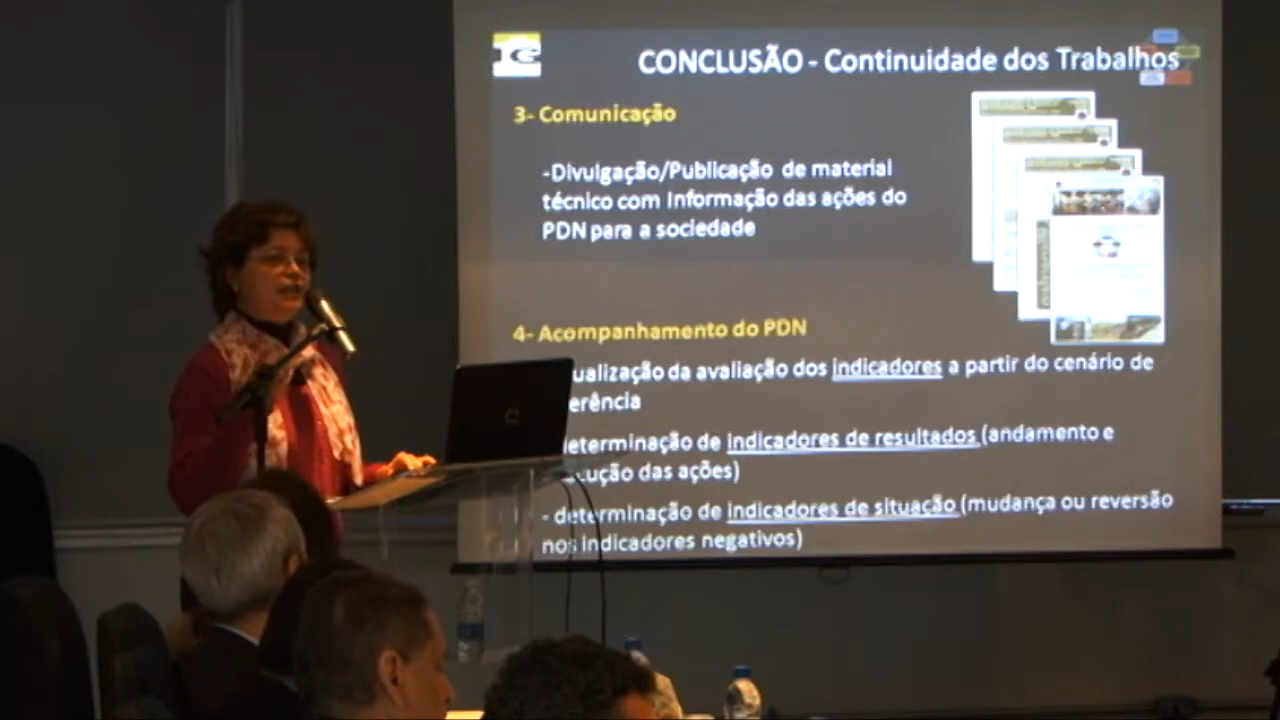 CONCLUSÃO - Continuidade dos Trabalhos
3- Comunicação
-Divulgação/Publicação de material
técnico com Informação das ações do
PDN para a sociedade
4- Acompanhamento do PDN
ualização da avaliação dos indicadores a partir do cenário de
erência
eterminação de indicadores de resultados (andamento e
cução das ações)
- determinação de indicadores de situação (mudança ou reversão
nos indicadores negativos)